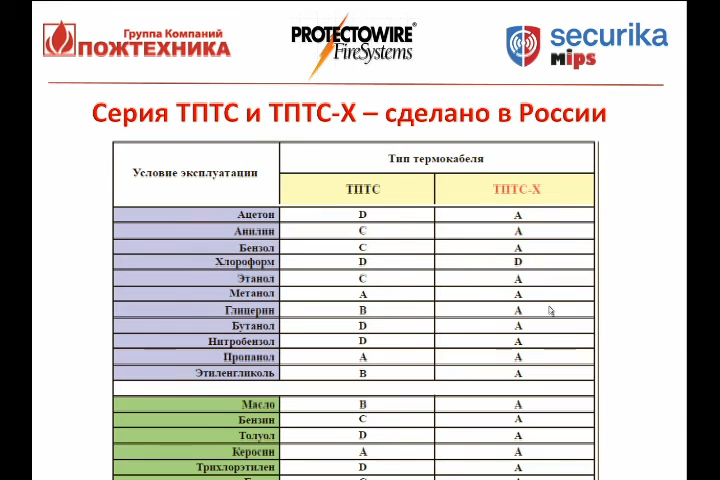 Группа Компаний
ПОЖТЕХНИКА
PROTECTOWIRE®
FireSystems
securika
mips
Серия ТПТС и ТПТС-Х – сделано в России
Условие эксплуатации Тип термокабеля
ТПТС ТПТС-Х
Ацетон D A
Анилин C A
Бензол C A
Хлороформ D D
Этанол C A
Метанол A A
Глицерин B A
Бутанол D A
Нитробензол D A
Пропанол A A
Этиленгликоль B A
Масло B A
Бензин C A
Толуол D A
Керосин A A
Трихлорэтилен D A